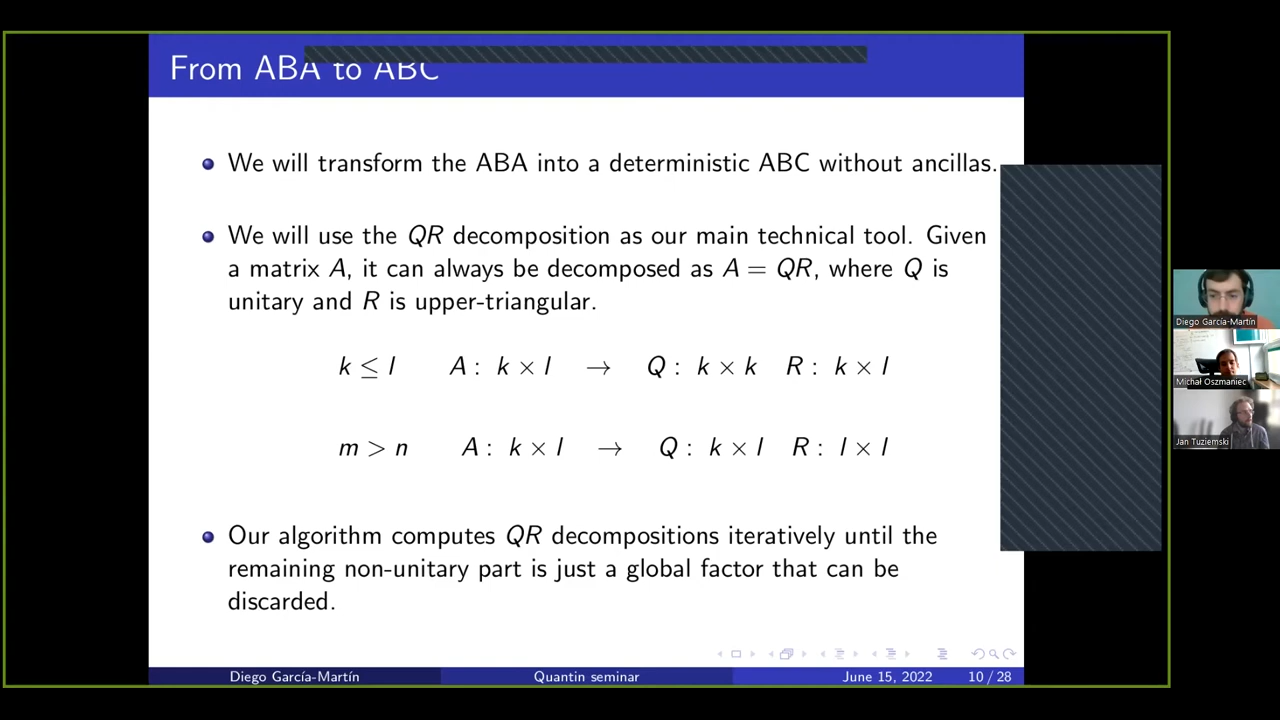 From ABA to ABC
We will transform the ABA into a deterministic ABC without ancillas.
We will use the QR decomposition as our main technical tool. Given
a matrix A, it can always be decomposed as A = QR, where Q is
unitary and R is upper-triangular.
k ≤ l A : k × l → Q : k × k R : k × l
m > n A : k × l → Q : k × l R : l × l
Our algorithm computes QR decompositions iteratively until the
remaining non-unitary part is just a global factor that can be
discarded.
Diego García-Martín Quantin seminar June 15, 2022 10 / 28
Diego García-Martín
Michał Oszmaniec
Jan Tuziemski